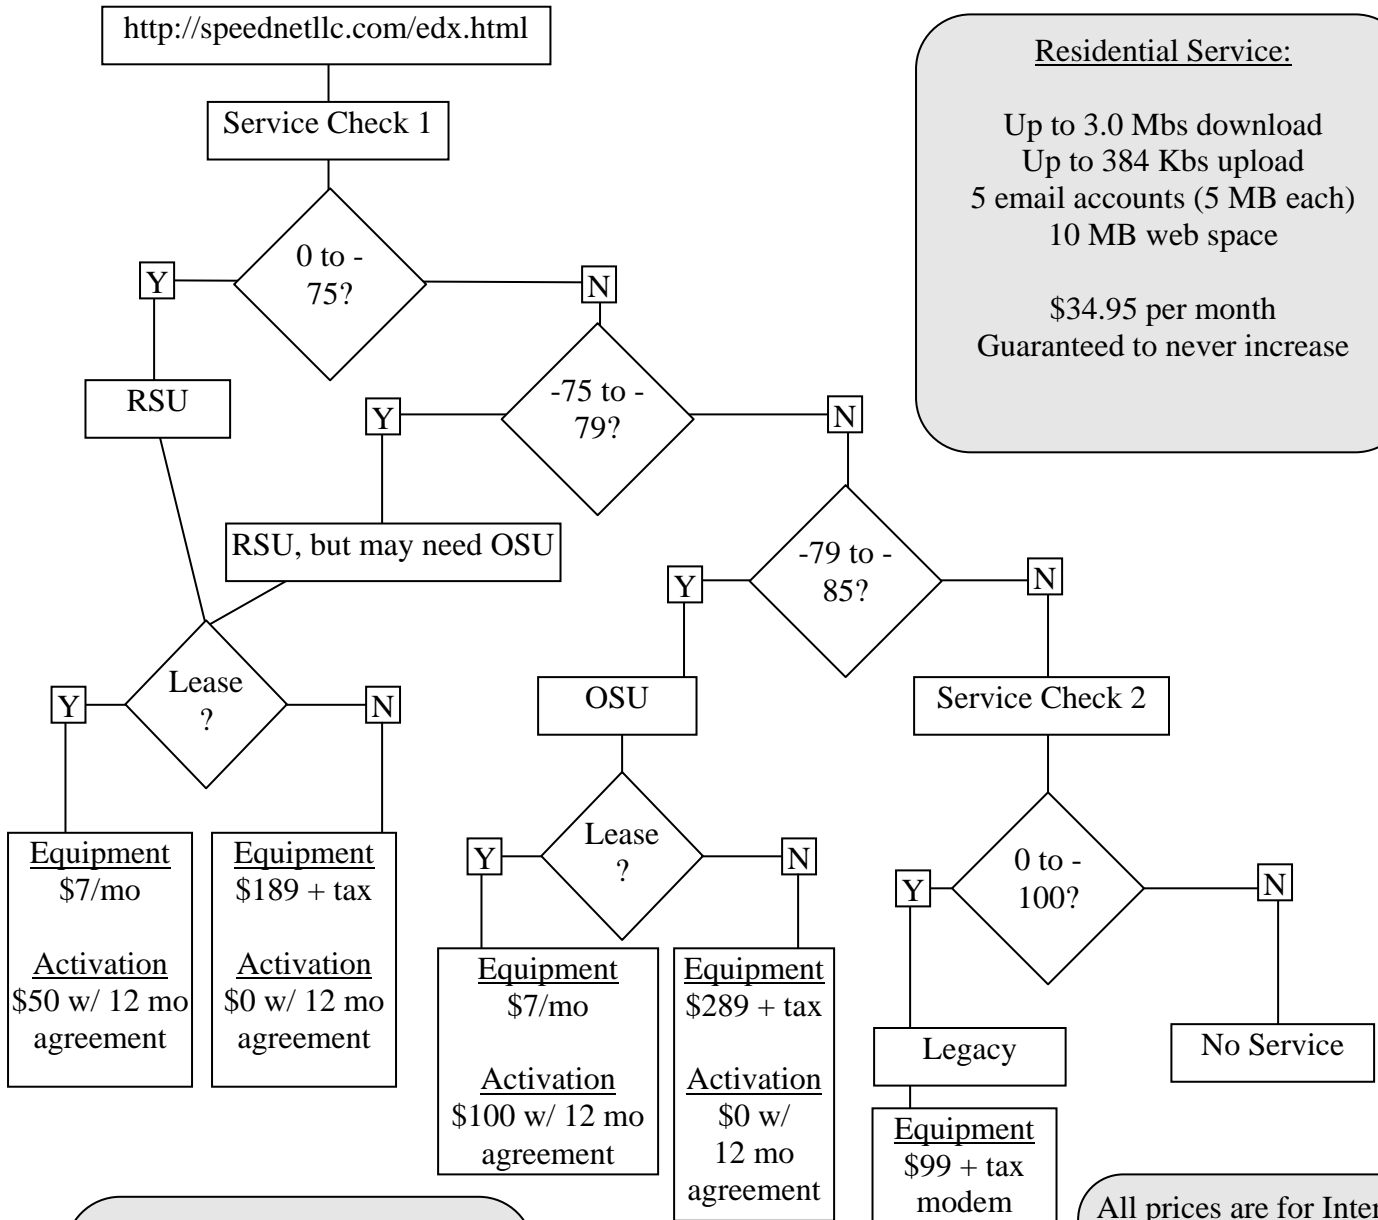 http://speednetllc.com/edx.html
Service Check 1
Residential Service:
Up to 3.0 Mbs download
Up to 384 Kbs upload
5 email accounts (5 MB each)
10 MB web space
$34.95 per month
Guaranteed to never increase
0 to -
75?
Y
N
RSU
-75 to -
79?
Y
N
RSU, but may need OSU
-79 to -
85?
Y
N
Lease
?
Y
N
OSU
Service Check 2
Equipment
$7/mo
Activation
$50 w/ 12 mo
agreement
Equipment
$189 + tax
Activation
$0 w/ 12 mo
agreement
Lease
?
Y
N
0 to -
100?
Y
N
Equipment
$7/mo
Activation
$100 w/ 12 mo
agreement
Equipment
$289 + tax
Activation
$0 w/
12 mo
agreement
Legacy
No Service
Equipment
$99 + tax
modem
All prices are for